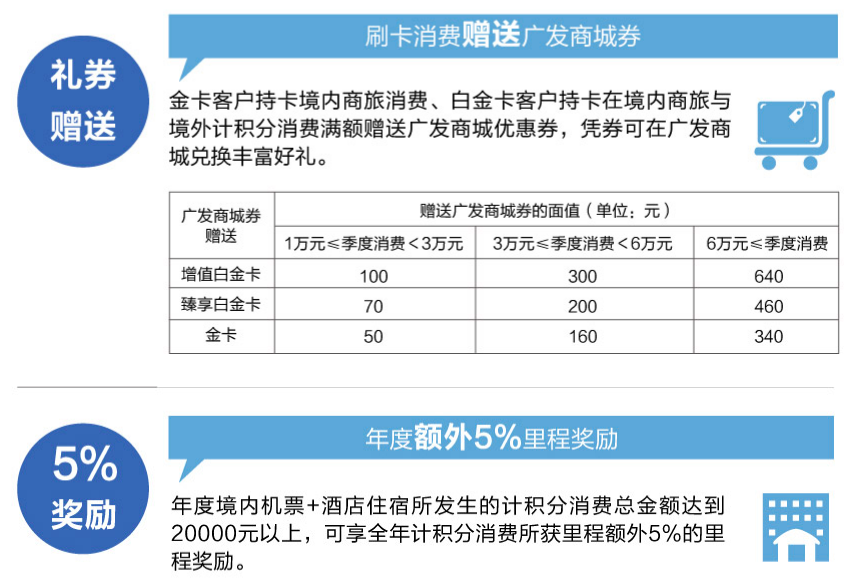 礼券
赠送
刷卡消费赠送广发商城券
金卡客户持卡境内商旅消费、白金卡客户持卡在境内商旅与
境外计积分消费满额赠送广发商城优惠券，凭券可在广发商
城兑换丰富好礼。
广发商城券
赠送
赠送广发商城券的面值（单位：元）
1万元≤季度消费<3万元 3万元≤季度消费<6万元 6万元≤季度消费
增值白金卡 100 300 640
臻享白金卡 70 200 460
金卡 50 160 340
5%
奖励
年度额外5%里程奖励
年度境内机票+酒店住宿所发生的计积分消费总金额达到
20000元以上，可享全年计积分消费所获里程额外5%的里
程奖励。